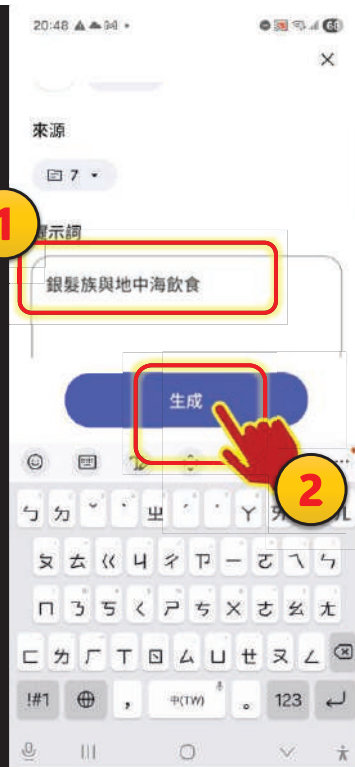 20:48
來源
7
1
提示詞
銀髮族與地中海飲食
生成
2
ㄅ ㄉ ˇ ˋ ㄓ ˊ ˙ ㄚ ㄞ
ㄆ ㄊ ㄍ ㄐ ㄔ ㄗ ㄧ ㄛ ㄟ ㄣ
ㄇ ㄋ ㄎ ㄑ ㄕ ㄘ ㄨ ㄜ ㄠ ㄤ
ㄈ ㄌ ㄏ ㄒ ㄖ ㄙ ㄩ ㄝ ㄡ ㄥ
!#1 , 中(TW) 。 123